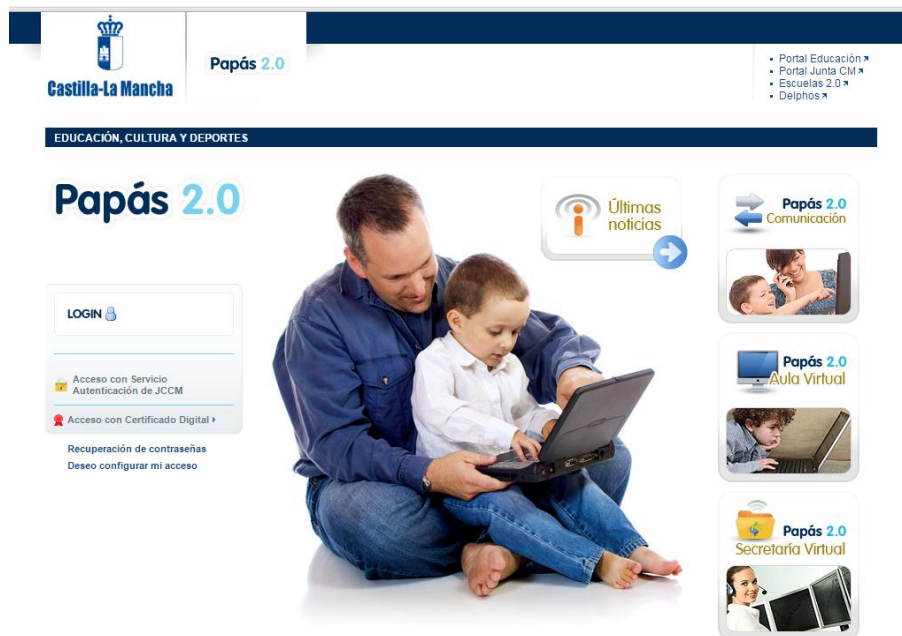 Castilla-La Mancha
Papás 2.0
Portal Educación
Portal Junta CM
Escuelas 2.0
Delphos
EDUCACIÓN, CULTURA Y DEPORTES
Papás 2.0
LOGIN
Acceso con Servicio
Autenticación de JCCM
Acceso con Certificado Digital
Recuperación de contraseñas
Deseo configurar mi acceso
Últimas
noticias
Papás 2.0
Comunicación
Papás 2.0
Aula Virtual
Papás 2.0
Secretaría Virtual